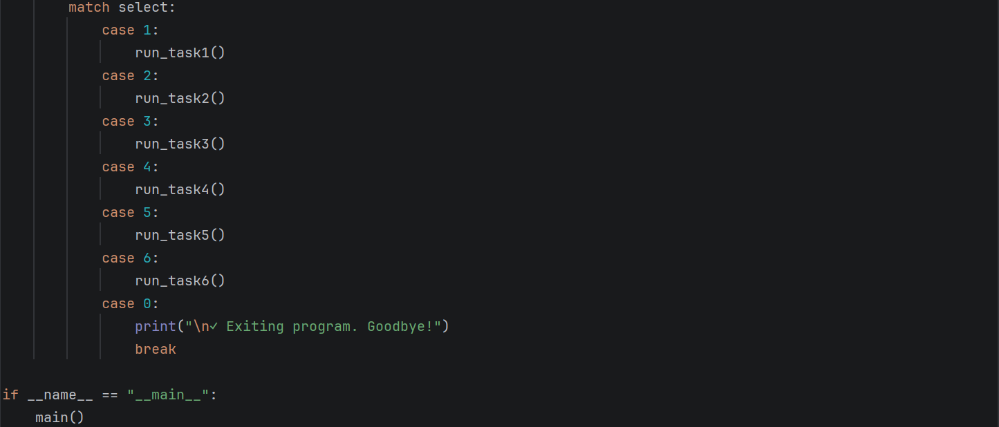 match select:
case 1:
run_task1()
case 2:
run_task2()
case 3:
run_task3()
case 4:
run_task4()
case 5:
run_task5()
case 6:
run_task6()
case 0:
print("\n✓ Exiting program. Goodbye!")
break
if __name__ == "__main__":
main()